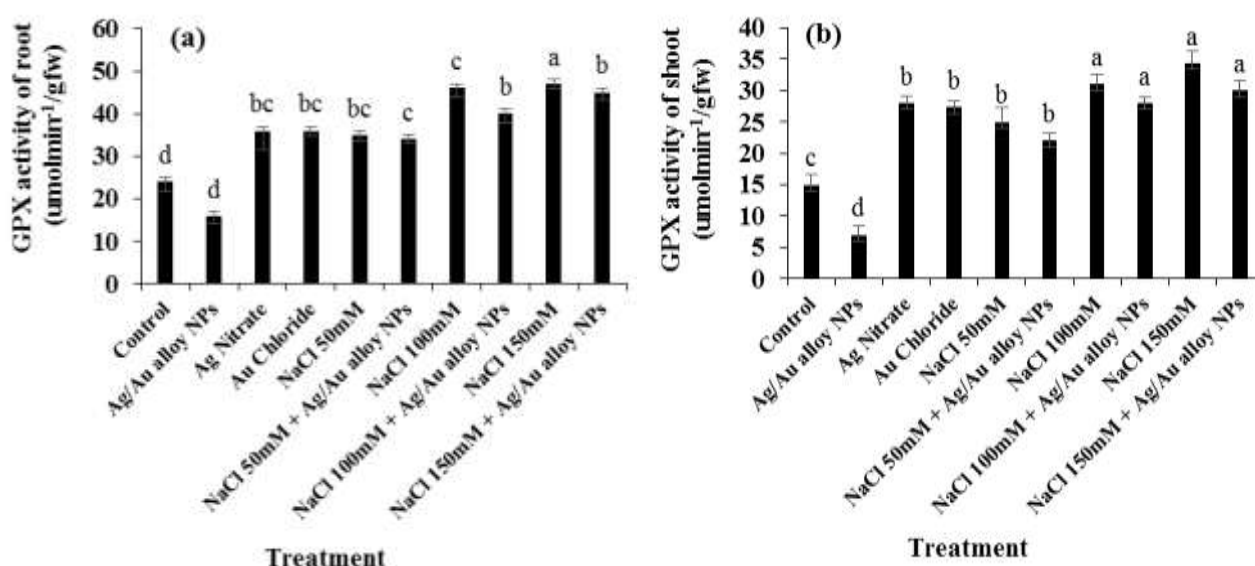 (a)
GPX activity of root
(umolmin⁻¹/gfw)
60
50
40
30
20
10
0
d
d
bc
bc
bc
c
c
b
a
b
Control
Ag/Au alloy NPs
Ag Nitrate
Au Chloride
NaCl 50mM
NaCl 50mM + Ag/Au alloy NPs
NaCl 100mM
NaCl 100mM + Ag/Au alloy NPs
NaCl 150mM
NaCl 150mM + Ag/Au alloy NPs
Treatment
(b)
GPX activity of shoot
(umolmin⁻¹/gfw)
40
35
30
25
20
15
10
5
0
c
d
b
b
b
b
a
a
a
a
Control
Ag/Au alloy NPs
Ag Nitrate
Au Chloride
NaCl 50mM
NaCl 50mM + Ag/Au alloy NPs
NaCl 100mM
NaCl 100mM + Ag/Au alloy NPs
NaCl 150mM
NaCl 150mM + Ag/Au alloy NPs
Treatment